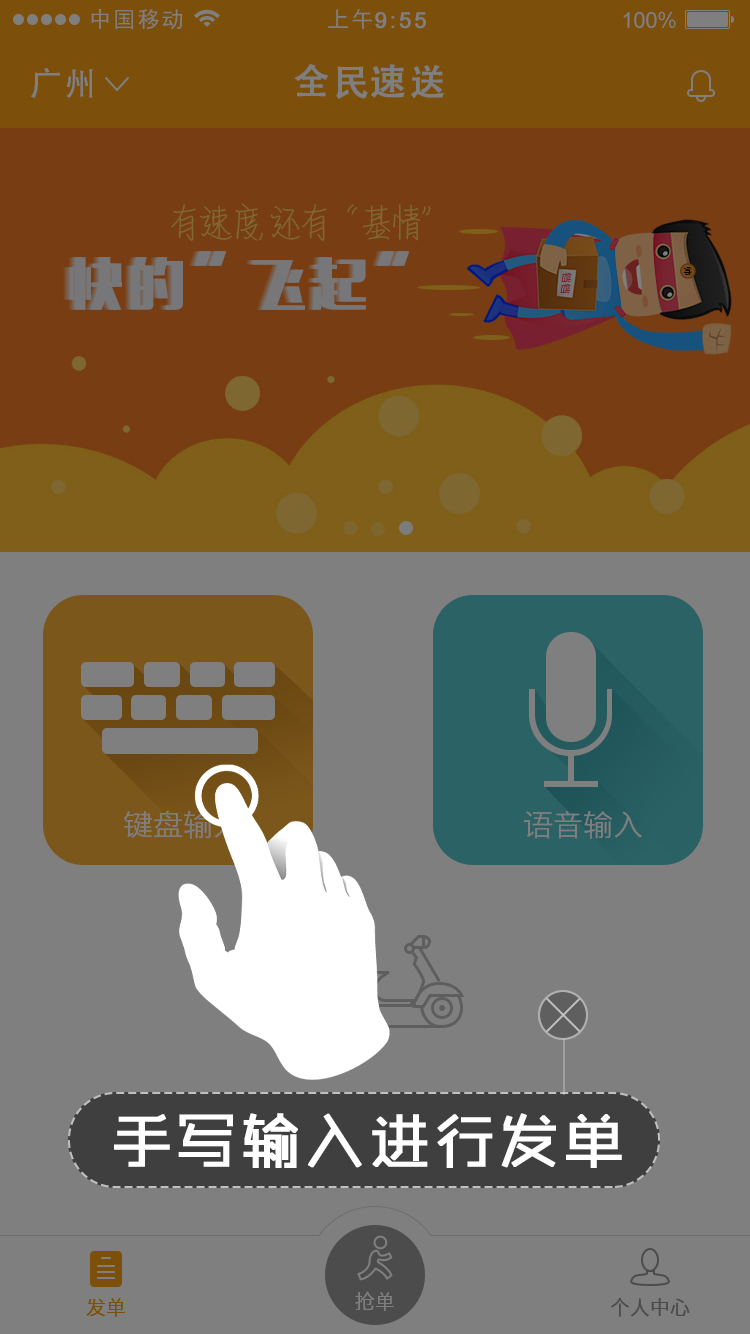 中国移动 上午9:55 100%
广州 全民速送
有速度,还有“基情”
快的"飞起"
键盘输入 语音输入
手写输入进行发单
发单 抢单 个人中心